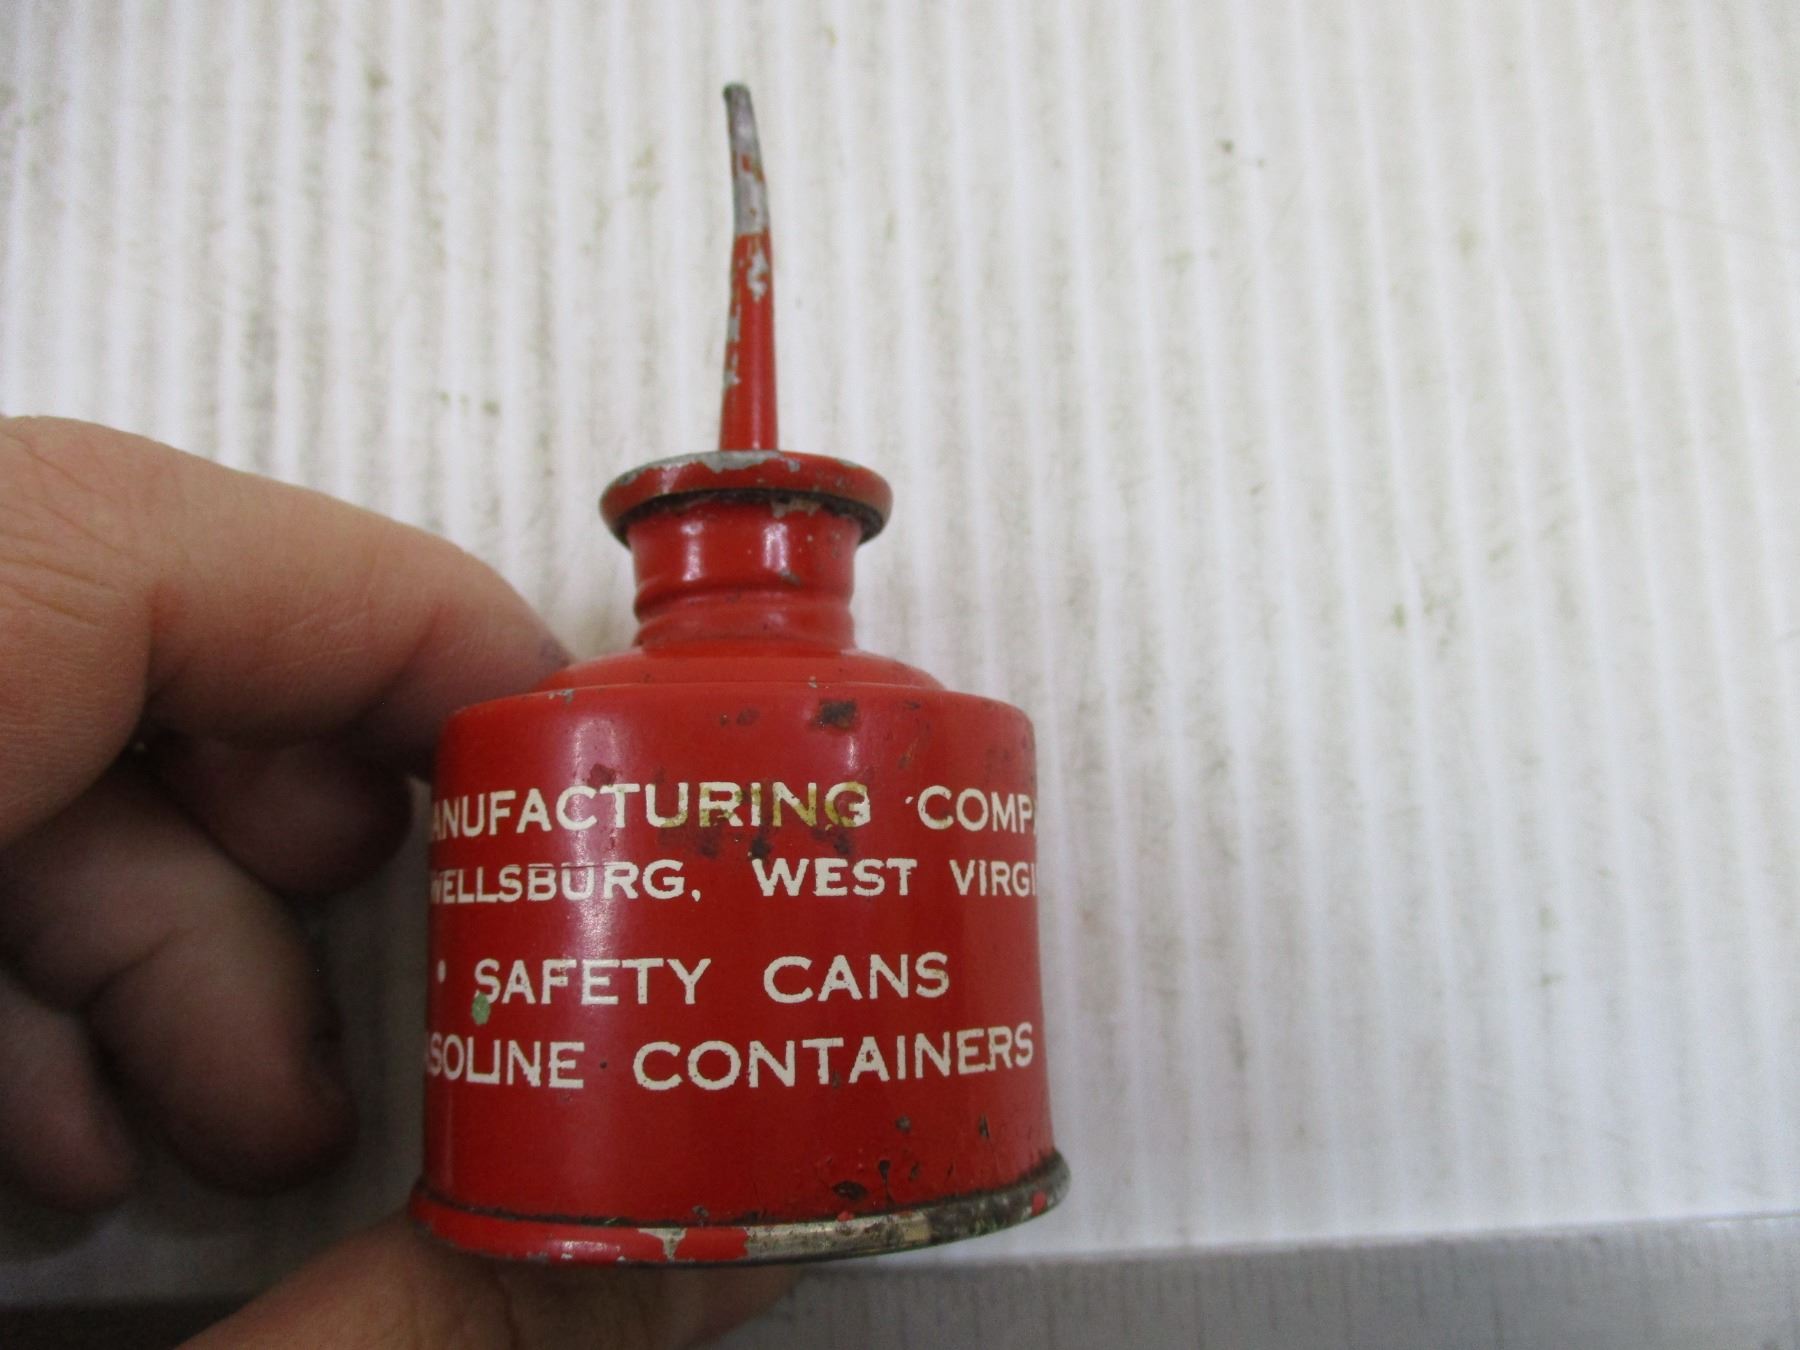 ANUFACTURING COMPA
WELLSBURG, WEST VIRGI
• SAFETY CANS
ASOLINE CONTAINERS